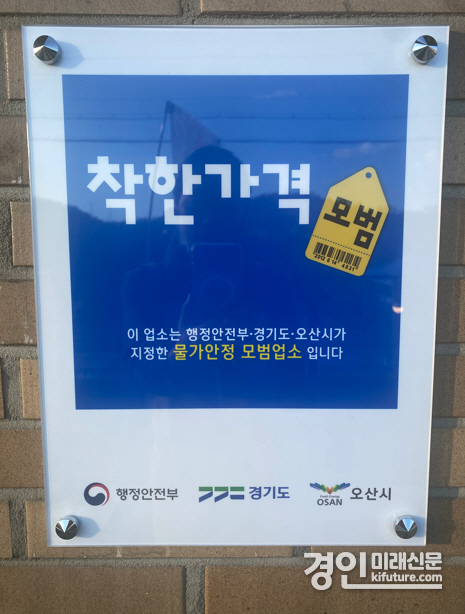 착한가격
모범
이 업소는 행정안전부·경기도·오산시가
지정한 물가안정 모범업소 입니다
행정안전부
경기도
OSAN
오산시
경인미래신문
kifuture.com